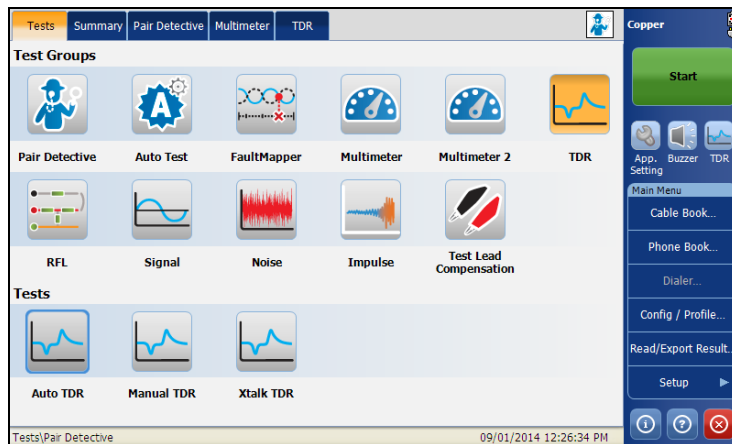 Tests Summary Pair Detective Multimeter TDR
Copper
Test Groups
Start
A
Pair Detective Auto Test FaultMapper Multimeter Multimeter 2 TDR
App. Setting Buzzer TDR
Main Menu
Cable Book...
Phone Book...
RFL Signal Noise Impulse Test Lead Compensation
Dialer...
Tests
Config / Profile...
Read/Export Result..
Setup
Auto TDR Manual TDR Xtalk TDR
Tests\Pair Detective 09/01/2014 12:26:34 PM